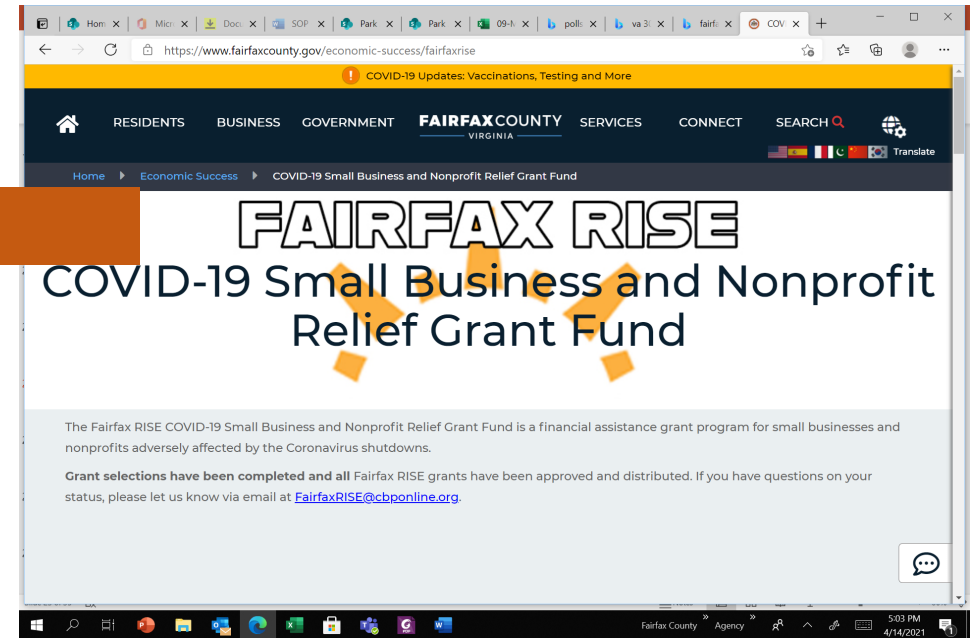 Hom
Micr
Docu
SOP
Park
Park
09-N
polls
va 30
fairfa
COVI
https://www.fairfaxcounty.gov/economic-success/fairfaxrise
COVID-19 Updates: Vaccinations, Testing and More
RESIDENTS BUSINESS GOVERNMENT FAIRFAX COUNTY SERVICES CONNECT SEARCH
VIRGINIA
Translate
Home Economic Success COVID-19 Small Business and Nonprofit Relief Grant Fund
FAIRFAX RISE
COVID-19 Small Business and Nonprofit
Relief Grant Fund
The Fairfax RISE COVID-19 Small Business and Nonprofit Relief Grant Fund is a financial assistance grant program for small businesses and
nonprofits adversely affected by the Coronavirus shutdowns.
Grant selections have been completed and all Fairfax RISE grants have been approved and distributed. If you have questions on your
status, please let us know via email at FairfaxRISE@cbponline.org.
Fairfax County » Agency »
5:03 PM
4/14/2021